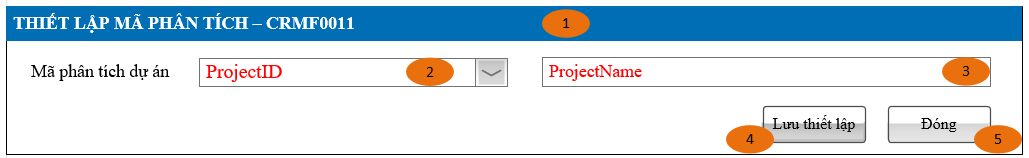 THIẾT LẬP MÃ PHÂN TÍCH – CRMF0011 1
Mã phân tích dự án ProjectID 2 ProjectName 3
4 Lưu thiết lập Đóng 5